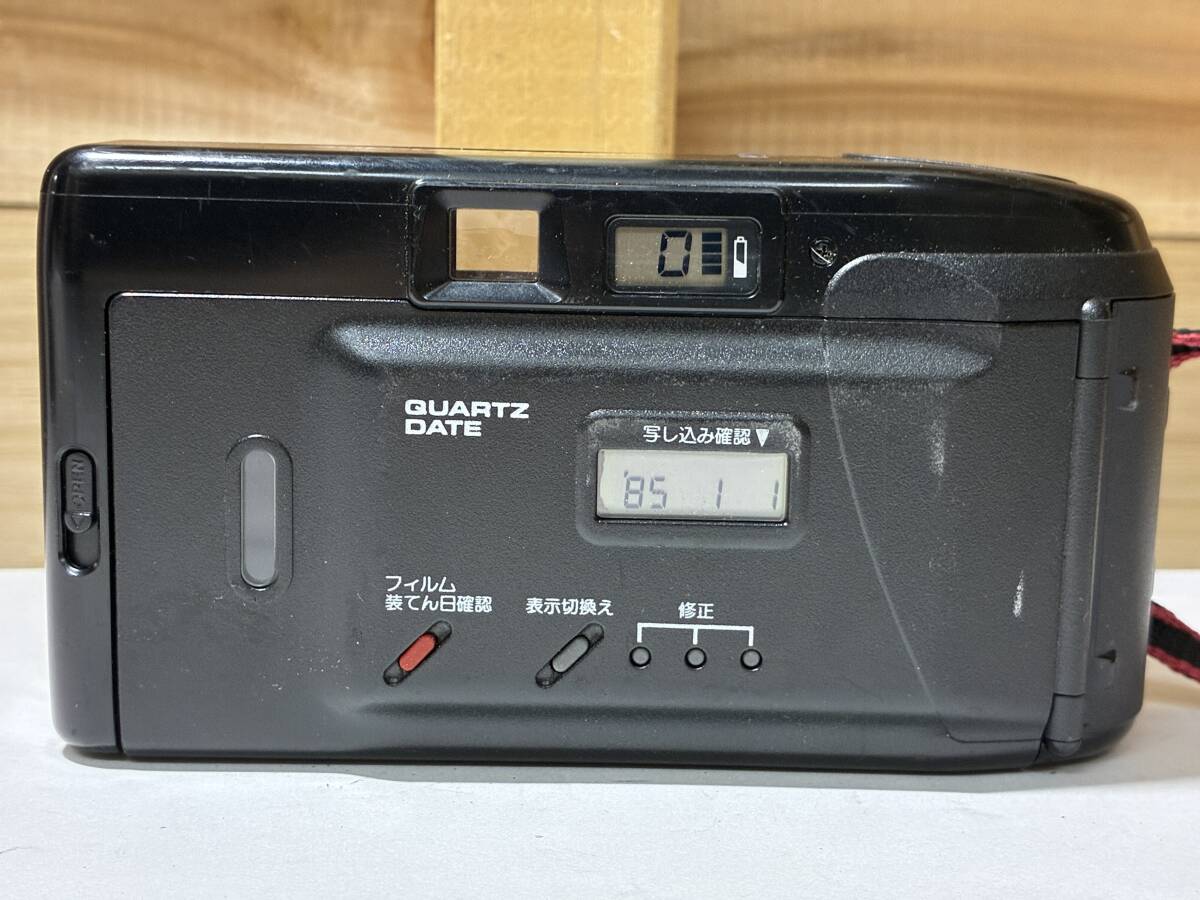 0
QUARTZ
DATE
写し込み確認▼
'85 1 1
OPEN
フィルム
装てん日確認
表示切換え
修正